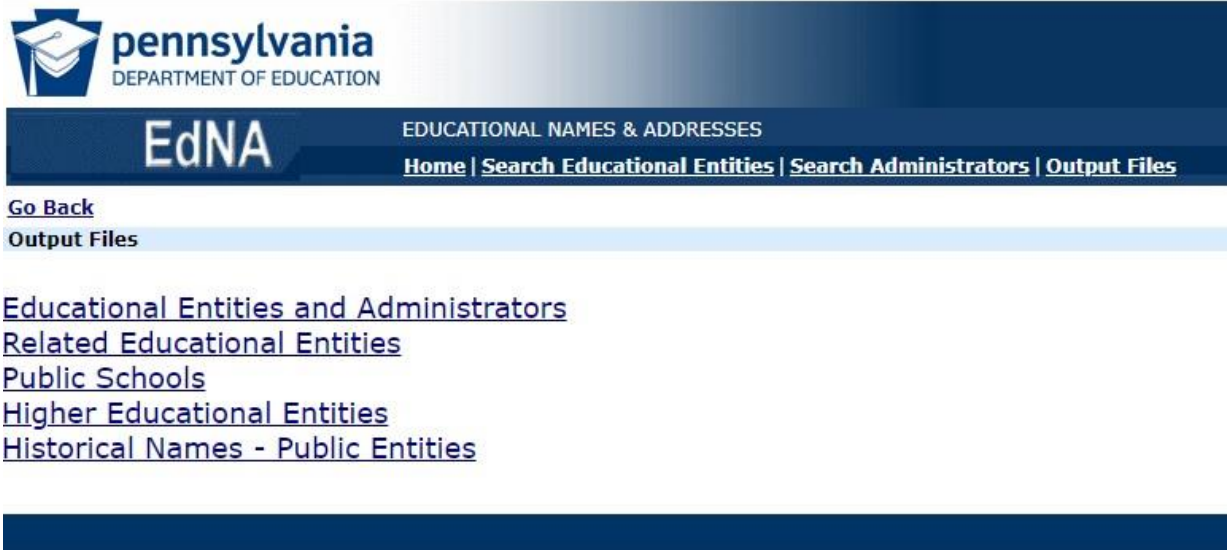 pennsylvania
DEPARTMENT OF EDUCATION
EdNA
EDUCATIONAL NAMES & ADDRESSES
Home | Search Educational Entities | Search Administrators | Output Files
Go Back
Output Files
Educational Entities and Administrators
Related Educational Entities
Public Schools
Higher Educational Entities
Historical Names - Public Entities